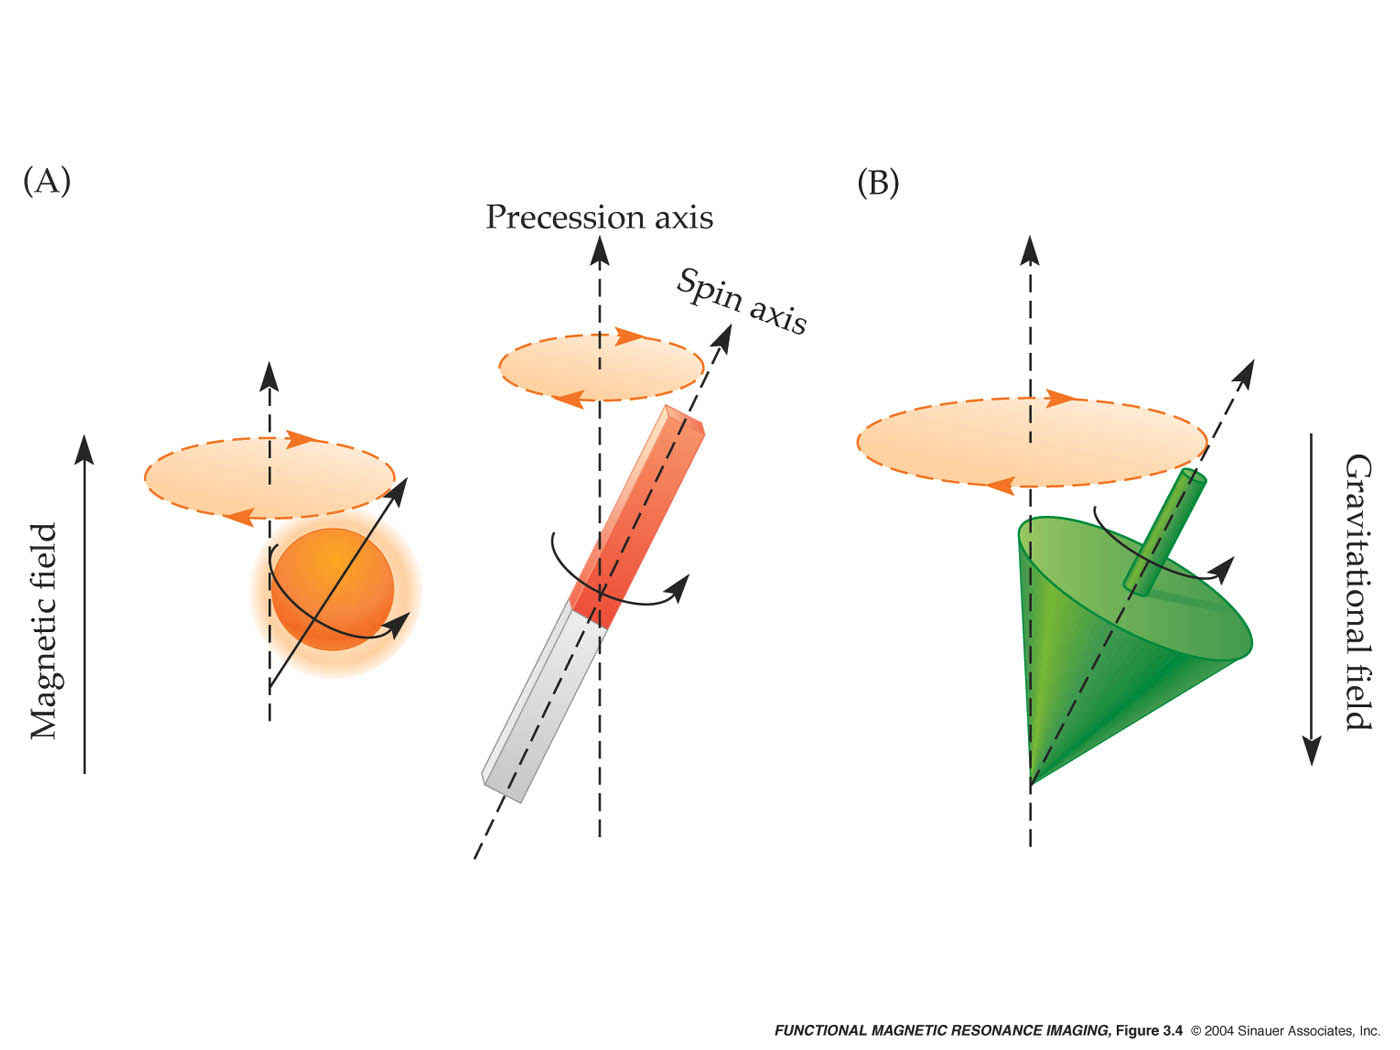 (A)
(B)
Precession axis
Spin axis
Magnetic field
Gravitational field
FUNCTIONAL MAGNETIC RESONANCE IMAGING, Figure 3.4 © 2004 Sinauer Associates, Inc.